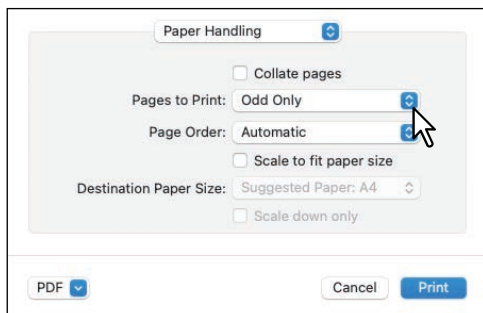 Paper Handling
Collate pages
Pages to Print: Odd Only
Page Order: Automatic
Scale to fit paper size
Destination Paper Size: Suggested Paper: A4
Scale down only
PDF Cancel Print